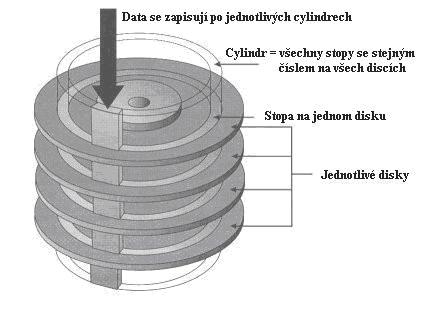 Data se zapisují po jednotlivých cylindrech
Cylindr = všechny stopy se stejným
číslem na všech discích
Stopa na jednom disku
Jednotlivé disky